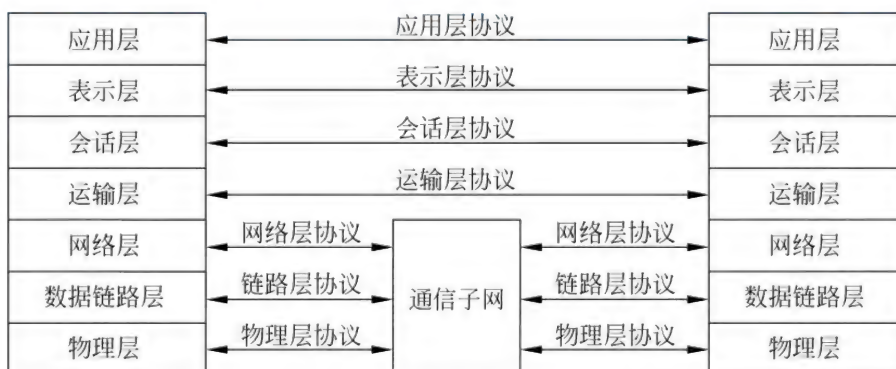 应用层 应用层协议 应用层
表示层 表示层协议 表示层
会话层 会话层协议 会话层
运输层 运输层协议 运输层
网络层 网络层协议 网络层协议 网络层
数据链路层 链路层协议 通信子网 链路层协议 数据链路层
物理层 物理层协议 物理层协议 物理层